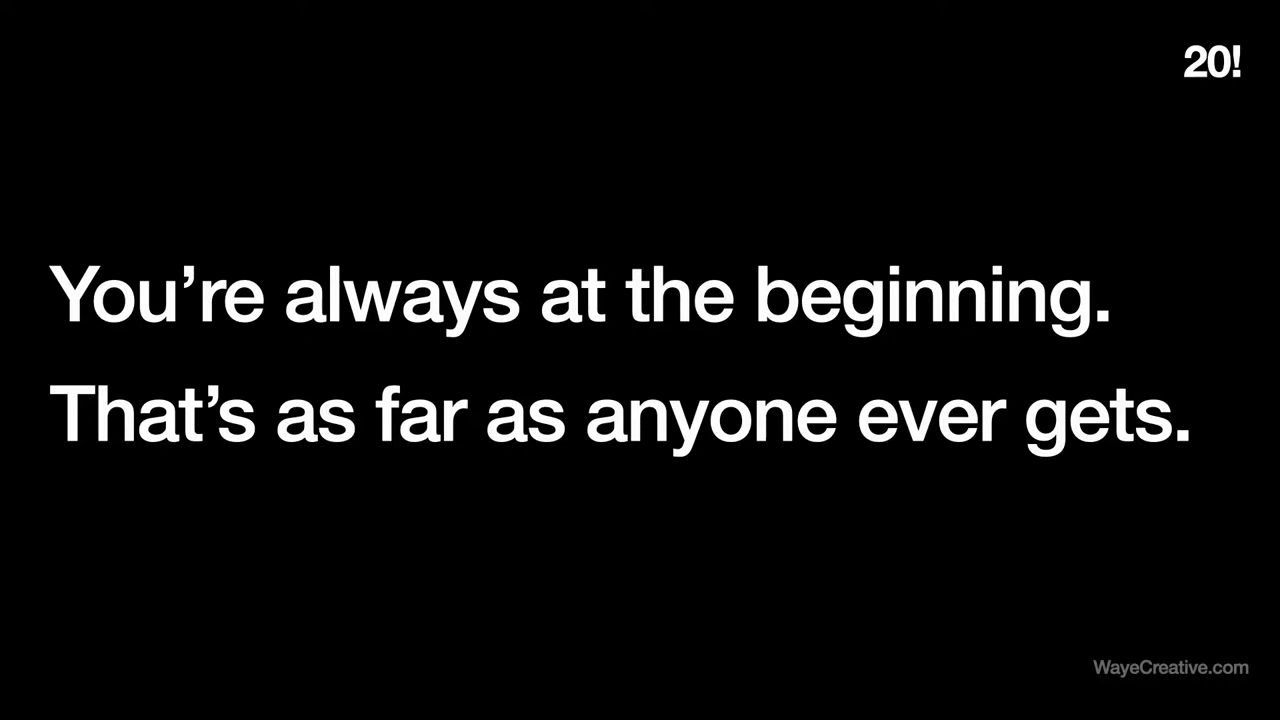 20!
You’re always at the beginning.
That’s as far as anyone ever gets.
WayeCreative.com